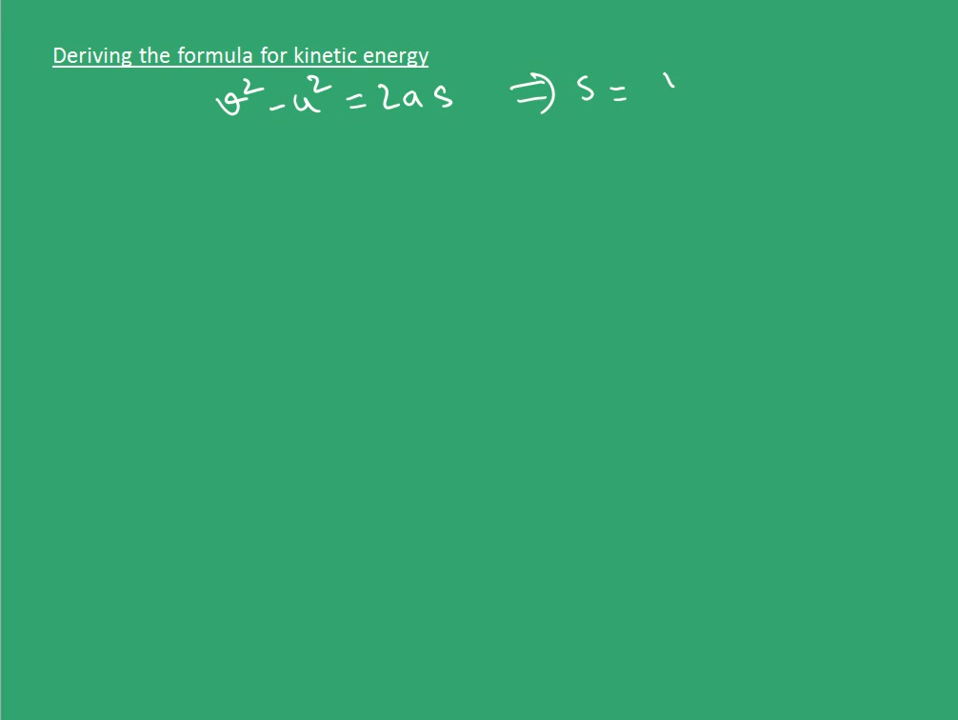 Deriving the formula for kinetic energy
v² - u² = 2as ⇒ s =